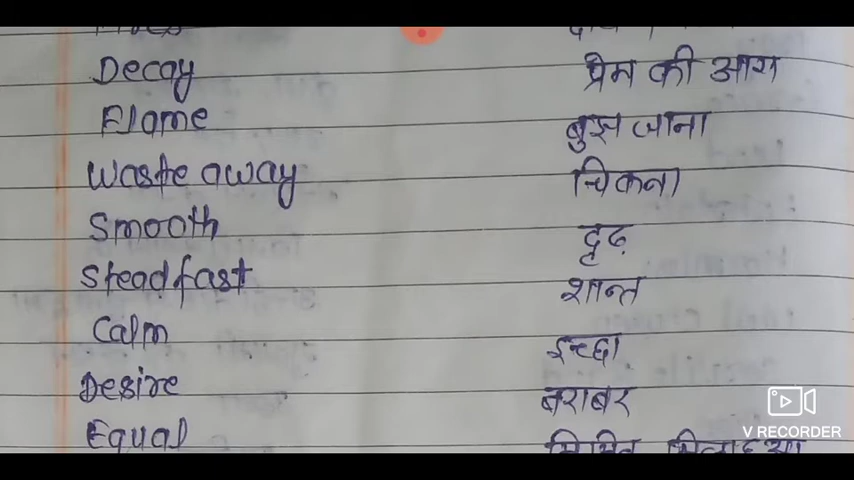 Decay प्रेम की आग
Flame बुझ जाना
Waste away चिकना
Smooth दृढ़
Steadfast शान्त
Calm इच्छा
Desire बराबर
Equal
V RECORDER